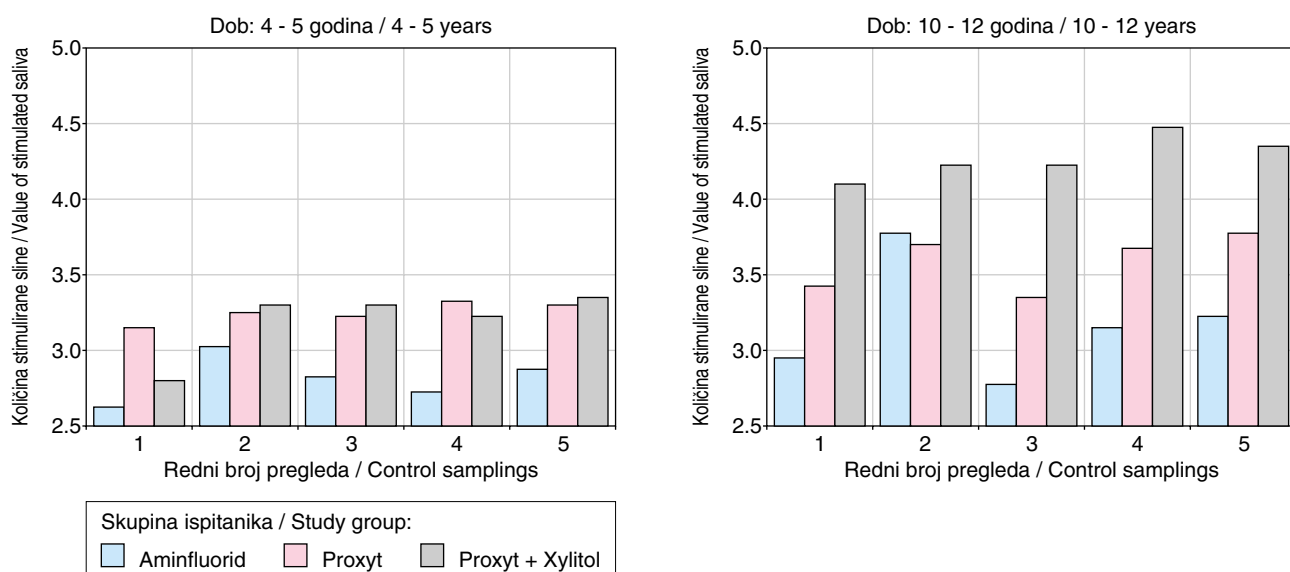 Dob: 4 - 5 godina / 4 - 5 years
Količina stimulirane sline / Value of stimulated saliva
5.0
4.5
4.0
3.5
3.0
2.5
1 2 3 4 5
Redni broj pregleda / Control samplings
Dob: 10 - 12 godina / 10 - 12 years
Količina stimulirane sline / Value of stimulated saliva
5.0
4.5
4.0
3.5
3.0
2.5
1 2 3 4 5
Redni broj pregleda / Control samplings
Skupina ispitanika / Study group:
Aminfluorid Proxyt Proxyt + Xylitol